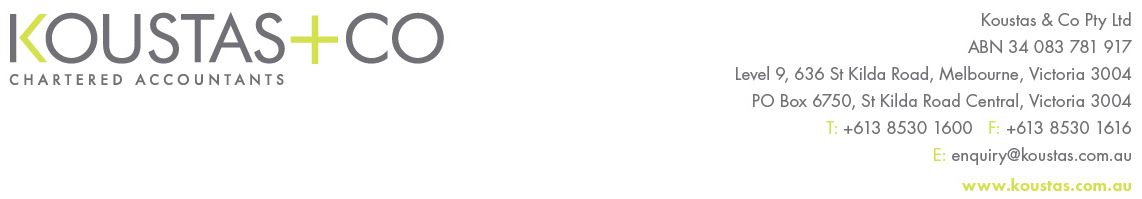 KOUSTAS+CO
CHARTERED ACCOUNTANTS
Koustas & Co Pty Ltd
ABN 34 083 781 917
Level 9, 636 St Kilda Road, Melbourne, Victoria 3004
PO Box 6750, St Kilda Road Central, Victoria 3004
T: +613 8530 1600 F: +613 8530 1616
E: enquiry@koustas.com.au
www.koustas.com.au